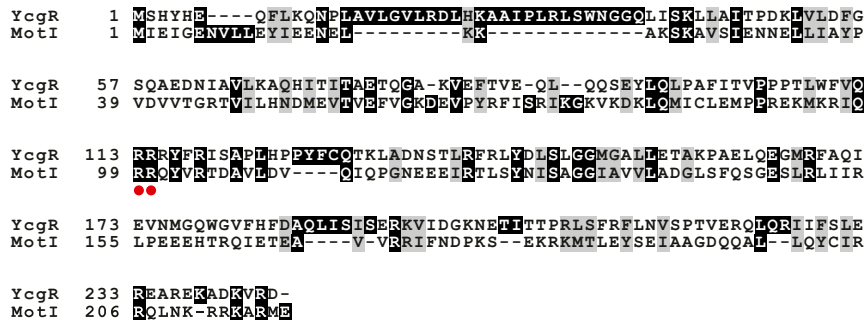 YcgR 1 MSHYHE----QFLKQNPLAVLGVLRDLHKAAIPLRLSWNGGQLISKLLAITPDKLVLDFG
MotI 1 MIEIGENVLLEYIEENEL---------KK-------------AKSKAVSIENNELLIAYP
YcgR 57 SQAEDNIAVLKAQHITITAETQGA-KVEFTVE-QL--QQSEYLQLPAFITVPPPTLWFVQ
MotI 39 VDVVTGRTVILHNDMEVTVEFVGKDEVPYRFISRIKGKVKDKLQMICLEMPPREKMKRIQ
YcgR 113 RRRYFRISAPLHPPYFCQTKLADNSTLRFRLYDLSLGGMGALLETAKPAELQEGMRFAQI
MotI 99 RRQYVRTDAVLDV----QIQPGNEEEIRTLSYNISAGGIAVVLADGLSFQSGESLRLIIR
YcgR 173 EVNMGQWGVFHFDAQLISISERKVIDGKNETITTPRLSFRFLNVSPTVERQLQRIIFSLE
MotI 155 LPEEEHTRQIETEA----V-VRRIFNDPKS--EKRKMTLEYSEIAAGDQQAL--LQYCIR
YcgR 233 REAREKADKVRD-
MotI 206 RQLNK-RRKARME